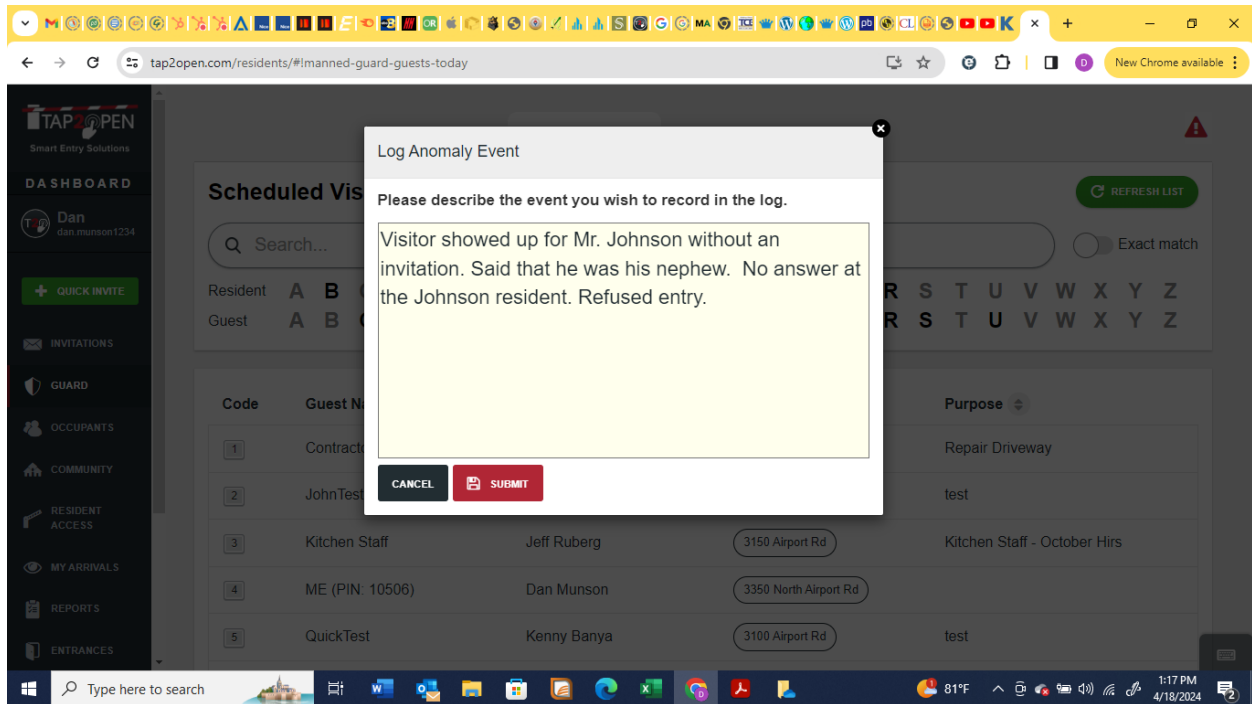 tap2open.com/residents/#!manned-guard-guests-today
New Chrome available
TAP2OPEN
Smart Entry Solutions
DASHBOARD
Dan
dan.munson1234
QUICK INVITE
INVITATIONS
GUARD
OCCUPANTS
COMMUNITY
RESIDENT
ACCESS
MY ARRIVALS
REPORTS
ENTRANCES
Log Anomaly Event
Please describe the event you wish to record in the log.
Visitor showed up for Mr. Johnson without an
invitation. Said that he was his nephew. No answer at
the Johnson resident. Refused entry.
CANCEL SUBMIT
Scheduled Vis
REFRESH LIST
Search... Exact match
Resident A B R S T U V W X Y Z
Guest A B R S T U V W X Y Z
Code Guest Purpose
1 Contract Repair Driveway
2 JohnTest test
3 Kitchen Staff Jeff Ruberg 3150 Airport Rd Kitchen Staff - October Hirs
4 ME (PIN: 10506) Dan Munson 3350 North Airport Rd
5 QuickTest Kenny Banya 3100 Airport Rd test
Type here to search
81°F
1:17 PM
4/18/2024